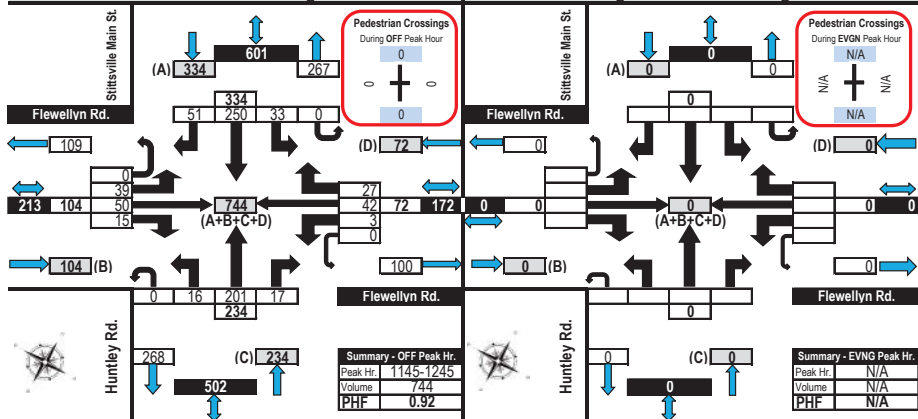 Stittsville Main St.
601
(A) 334 267
Pedestrian Crossings
During OFF Peak Hour
0
0 0
0
334
51 250 33 0
Flewellyn Rd.
109
(D) 72
0
39
50
15
213 104
744
(A+B+C+D)
27
42
3
0
72 172
104 (B)
100
0 16 201 17
234
Flewellyn Rd.
Huntley Rd.
268
(C) 234
502
Summary - OFF Peak Hr.
Peak Hr. 1145-1245
Volume 744
PHF 0.92
Stittsville Main St.
0
(A) 0 0
Pedestrian Crossings
During EVGN Peak Hour
N/A
N/A N/A
N/A
0
Flewellyn Rd.
0
(D) 0
0 0
0
(A+B+C+D)
0 0
0 (B)
0
0
Flewellyn Rd.
Huntley Rd.
0
(C) 0
0
Summary - EVNG Peak Hr.
Peak Hr. N/A
Volume N/A
PHF N/A